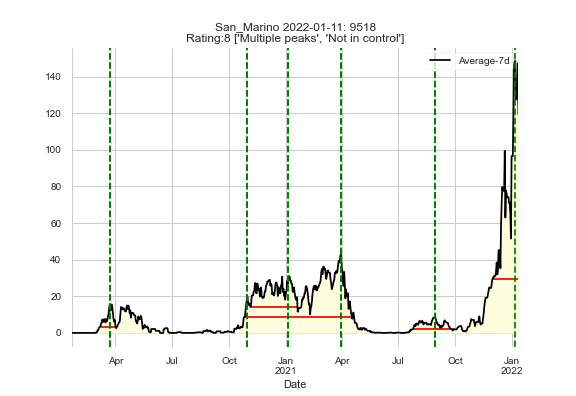 San_Marino 2022-01-11: 9518
Rating:8 ['Multiple peaks', 'Not in control']
Average-7d
140
120
100
80
60
40
20
0
Apr Jul Oct Jan Apr Jul Oct Jan
2021 2022
Date